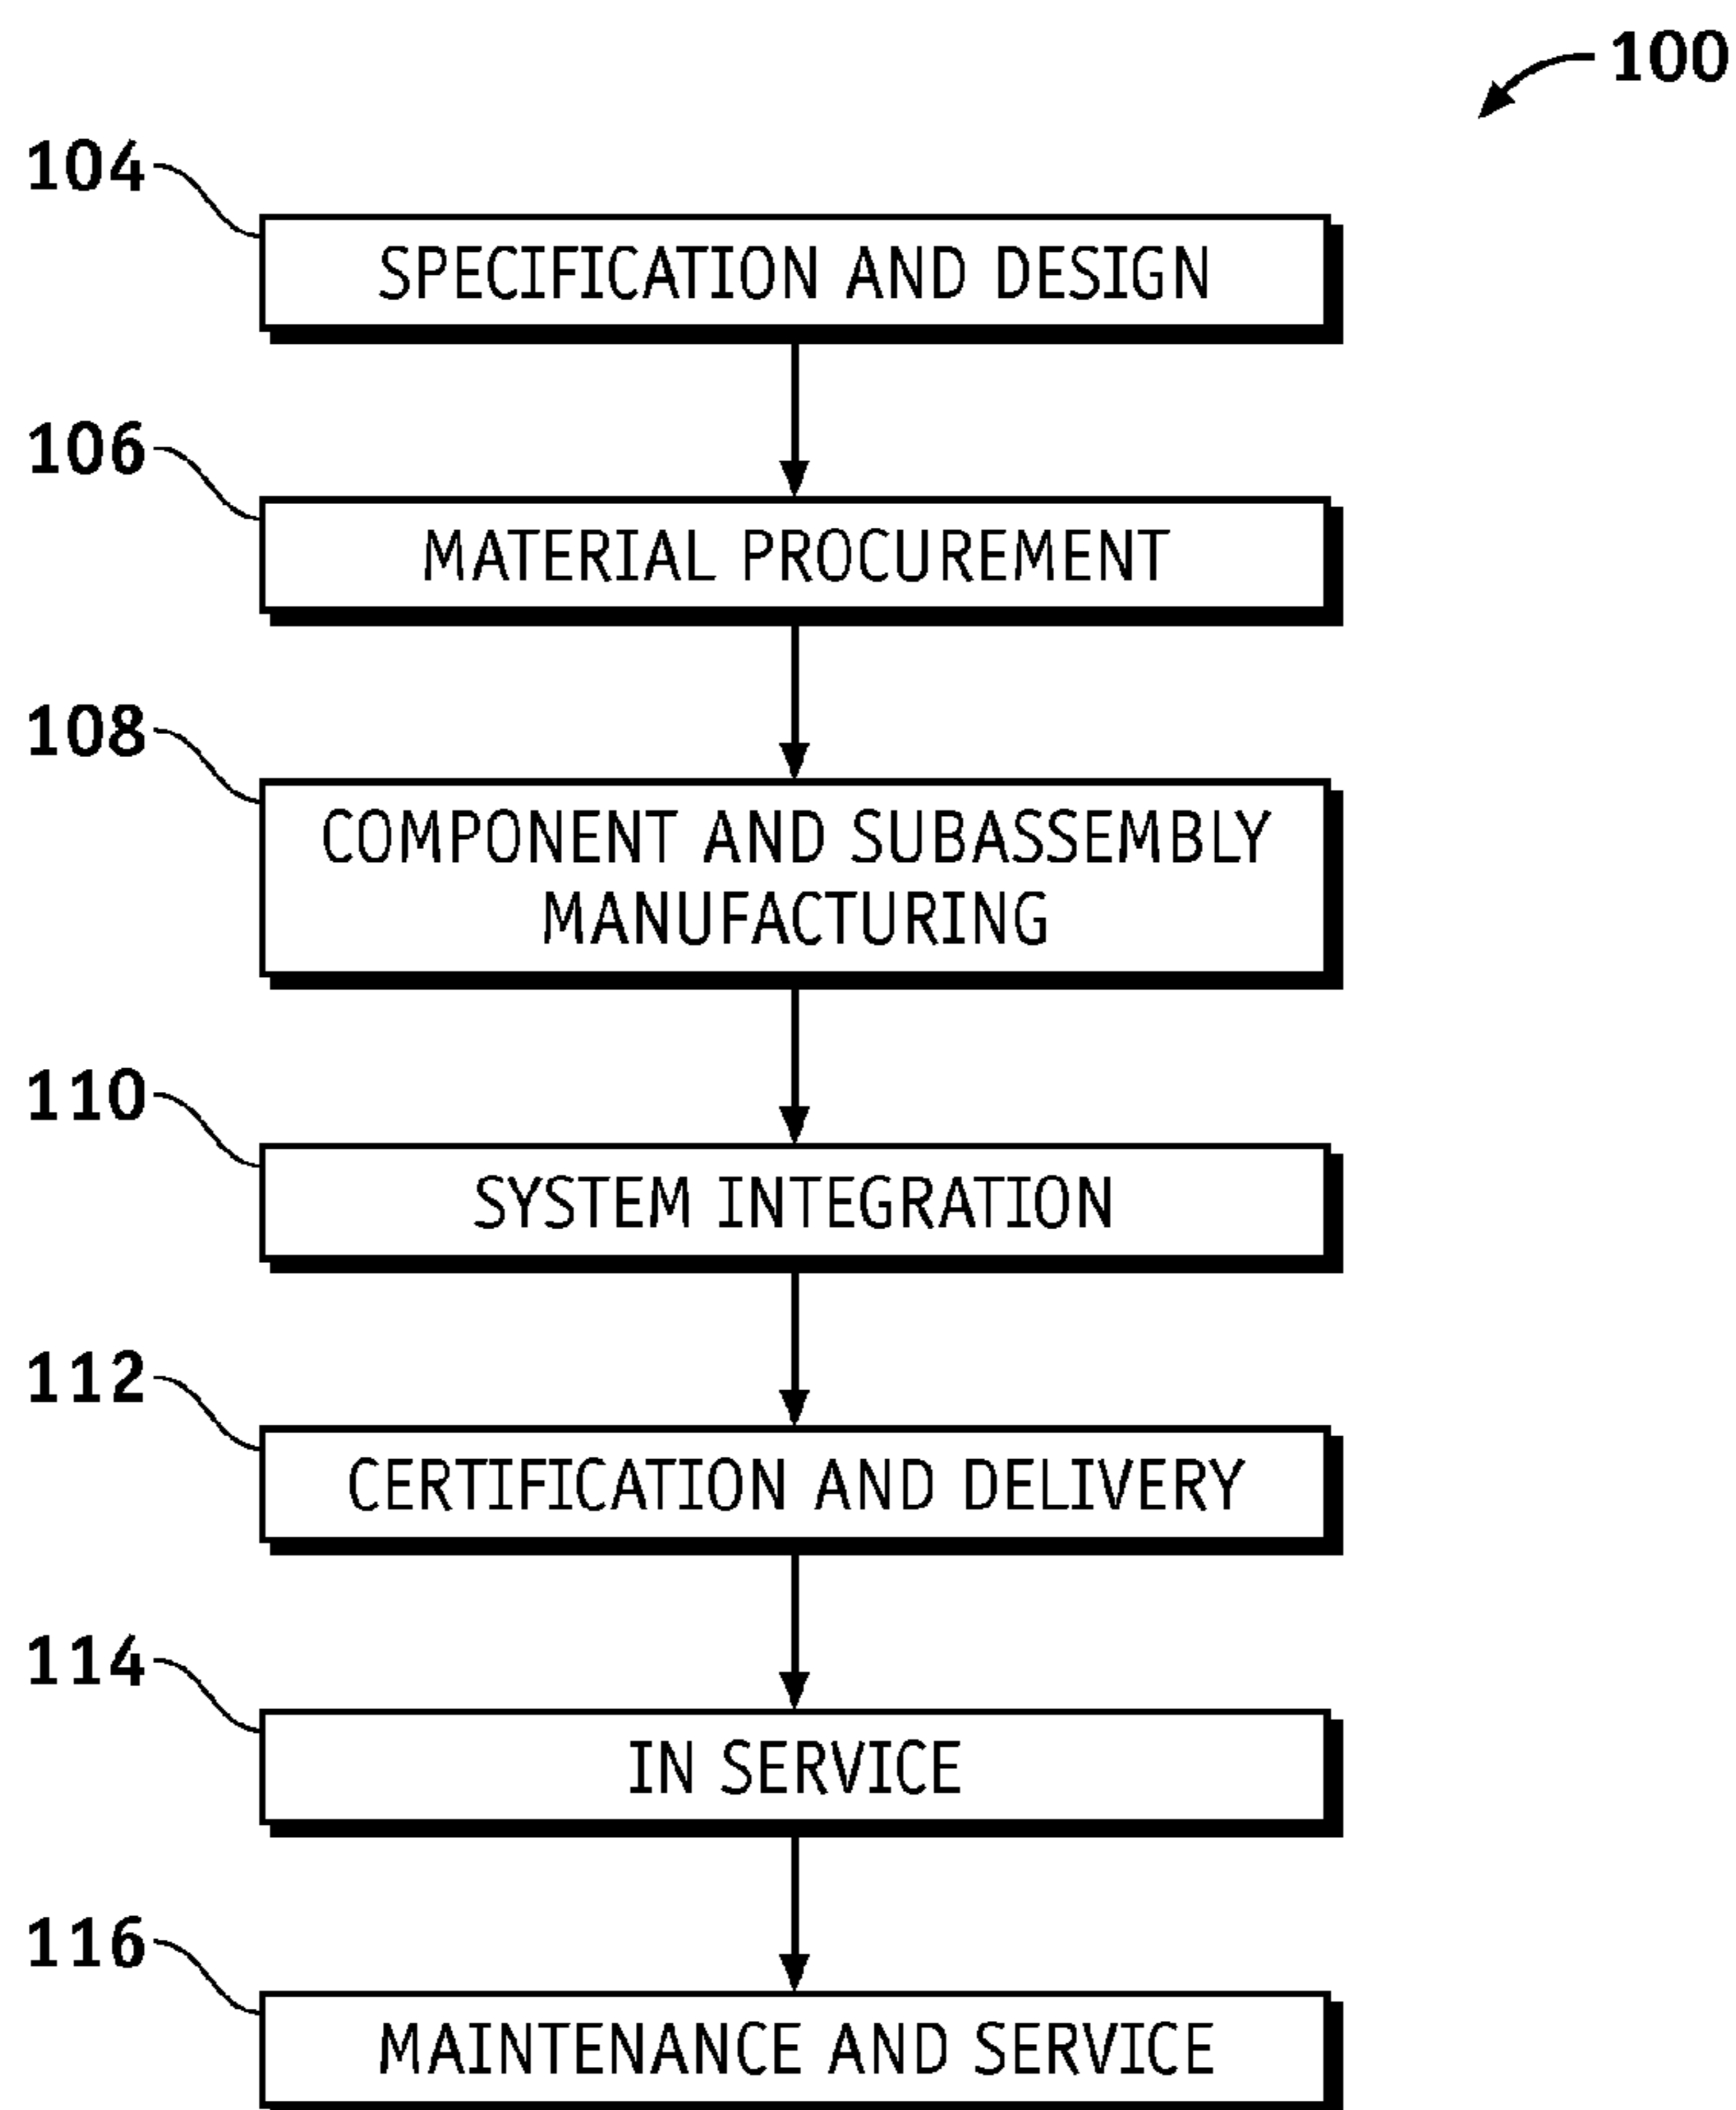 100
104
SPECIFICATION AND DESIGN
106
MATERIAL PROCUREMENT
108
COMPONENT AND SUBASSEMBLY
MANUFACTURING
110
SYSTEM INTEGRATION
112
CERTIFICATION AND DELIVERY
114
IN SERVICE
116
MAINTENANCE AND SERVICE